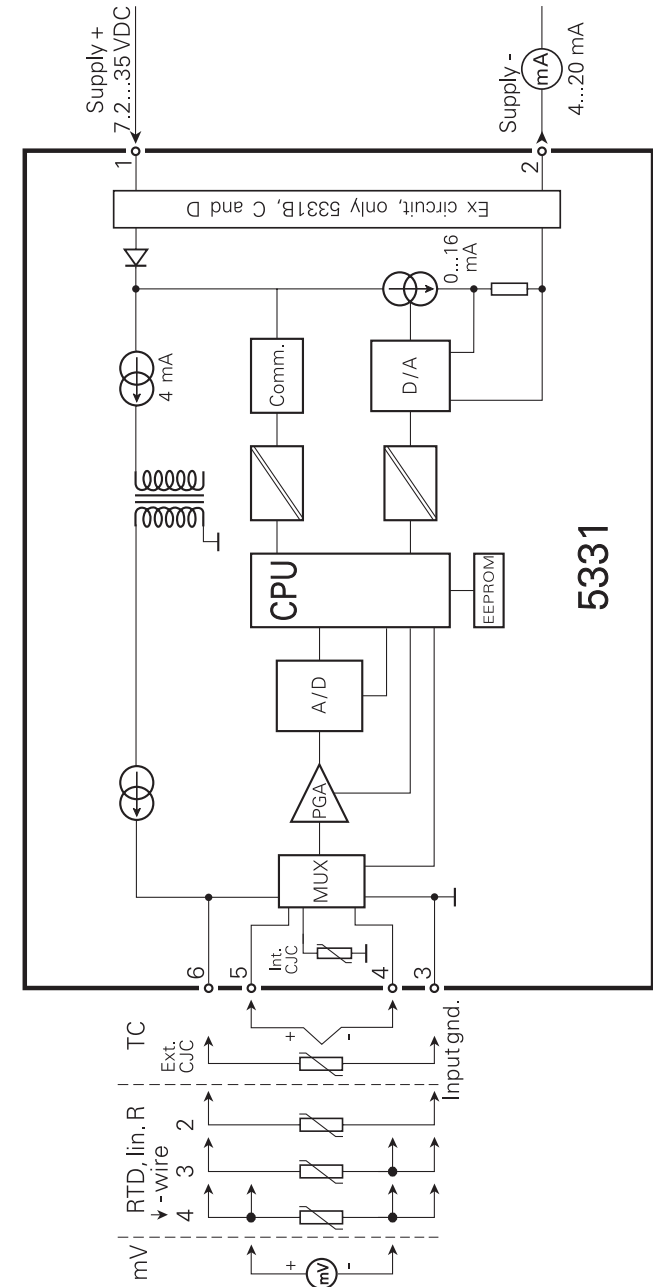 Supply +
7.2...35 VDC
Supply -
mA
4...20 mA
1
2
Ex circuit, only 5331B, C and D
4 mA
0...16
mA
Comm.
D/A
CPU
EEPROM
5331
A/D
PGA
MUX
Int.
CJC
6
5
4
3
TC
Ext.
CJC
+
-
Input gnd.
RTD, lin. R
-wire
2
3
4
mV
+
mV
-